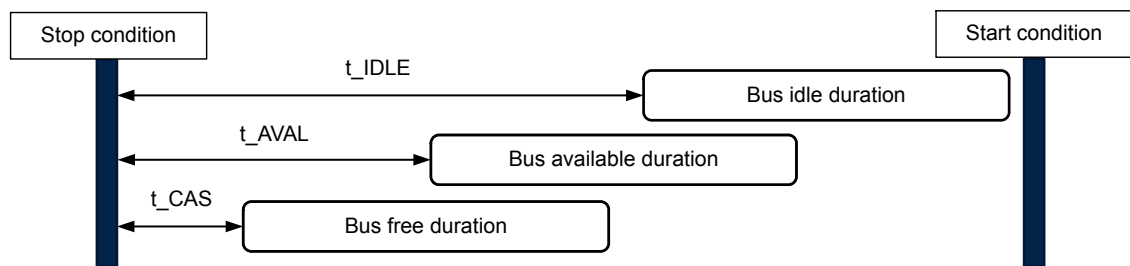 Stop condition
Start condition
t_IDLE
Bus idle duration
t_AVAL
Bus available duration
t_CAS
Bus free duration